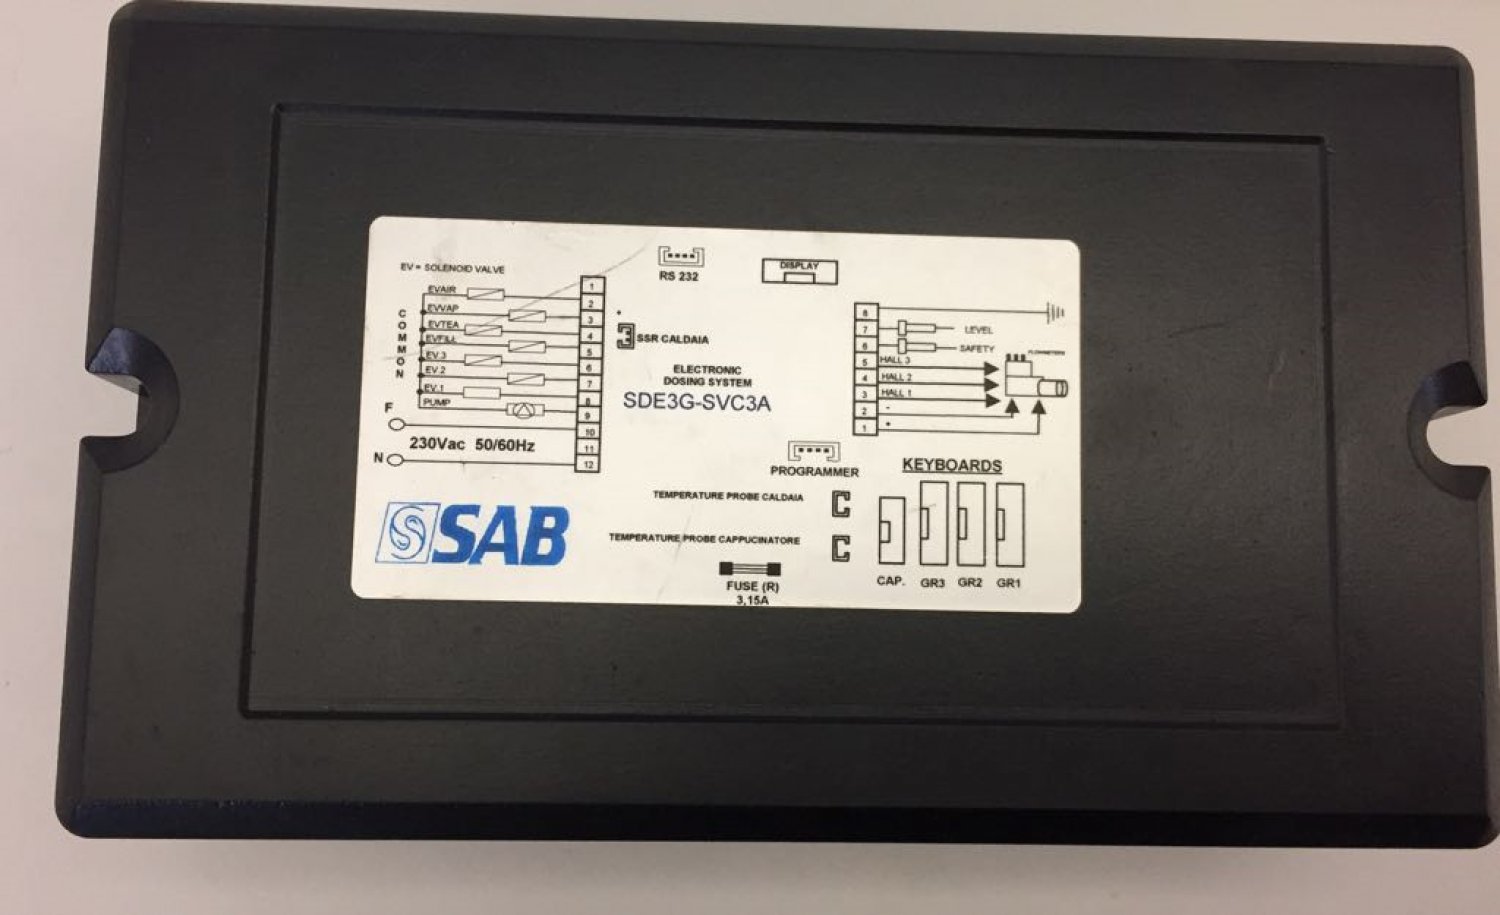 EV = SOLENOID VALVE
EVAIR
EVVAP
EVTEA
EVFILL
EV.3
EV.2
EV.1
PUMP
COMMON
F
230Vac 50/60Hz
N
1
2
3
4
5
6
7
8
9
10
11
12
RS 232
DISPLAY
SSR CALDAIA
ELECTRONIC
DOSING SYSTEM
SDE3G-SVC3A
8
7 LEVEL
6 SAFETY
5 HALL 3
4 HALL 2
3 HALL 1
2 -
1 +
FLOWMETERS
PROGRAMMER
KEYBOARDS
TEMPERATURE PROBE CALDAIA
TEMPERATURE PROBE CAPPUCINATORE
CAP. GR3 GR2 GR1
FUSE (R)
3,15A
S SAB